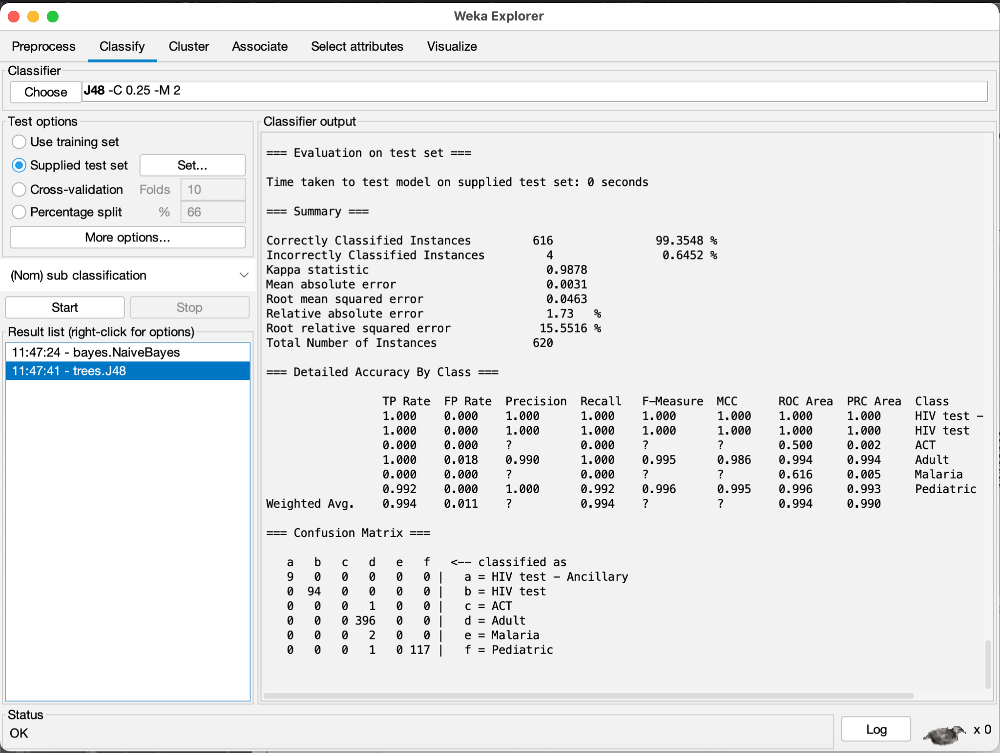 Weka Explorer
Preprocess Classify Cluster Associate Select attributes Visualize
Classifier
Choose J48 -C 0.25 -M 2
Test options
Use training set
Supplied test set Set...
Cross-validation Folds 10
Percentage split % 66
More options...
(Nom) sub classification
Start Stop
Result list (right-click for options)
11:47:24 - bayes.NaiveBayes
11:47:41 - trees.J48
Classifier output
=== Evaluation on test set ===
Time taken to test model on supplied test set: 0 seconds
=== Summary ===
Correctly Classified Instances 616 99.3548 %
Incorrectly Classified Instances 4 0.6452 %
Kappa statistic 0.9878
Mean absolute error 0.0031
Root mean squared error 0.0463
Relative absolute error 1.73 %
Root relative squared error 15.5516 %
Total Number of Instances 620
=== Detailed Accuracy By Class ===
TP Rate FP Rate Precision Recall F-Measure MCC ROC Area PRC Area Class
1.000 0.000 1.000 1.000 1.000 1.000 1.000 1.000 HIV test -
1.000 0.000 1.000 1.000 1.000 1.000 1.000 1.000 HIV test
0.000 0.000 ? 0.000 ? ? 0.500 0.002 ACT
1.000 0.018 0.990 1.000 0.995 0.986 0.994 0.994 Adult
0.000 0.000 ? 0.000 ? ? 0.616 0.005 Malaria
0.992 0.000 1.000 0.992 0.996 0.995 0.996 0.993 Pediatric
Weighted Avg. 0.994 0.011 ? 0.994 ? ? 0.994 0.990
=== Confusion Matrix ===
a b c d e f <-- classified as
9 0 0 0 0 0 | a = HIV test - Ancillary
0 94 0 0 0 0 | b = HIV test
0 0 0 1 0 0 | c = ACT
0 0 0 396 0 0 | d = Adult
0 0 0 2 0 0 | e = Malaria
0 0 0 1 0 117 | f = Pediatric
Status
OK
Log x 0